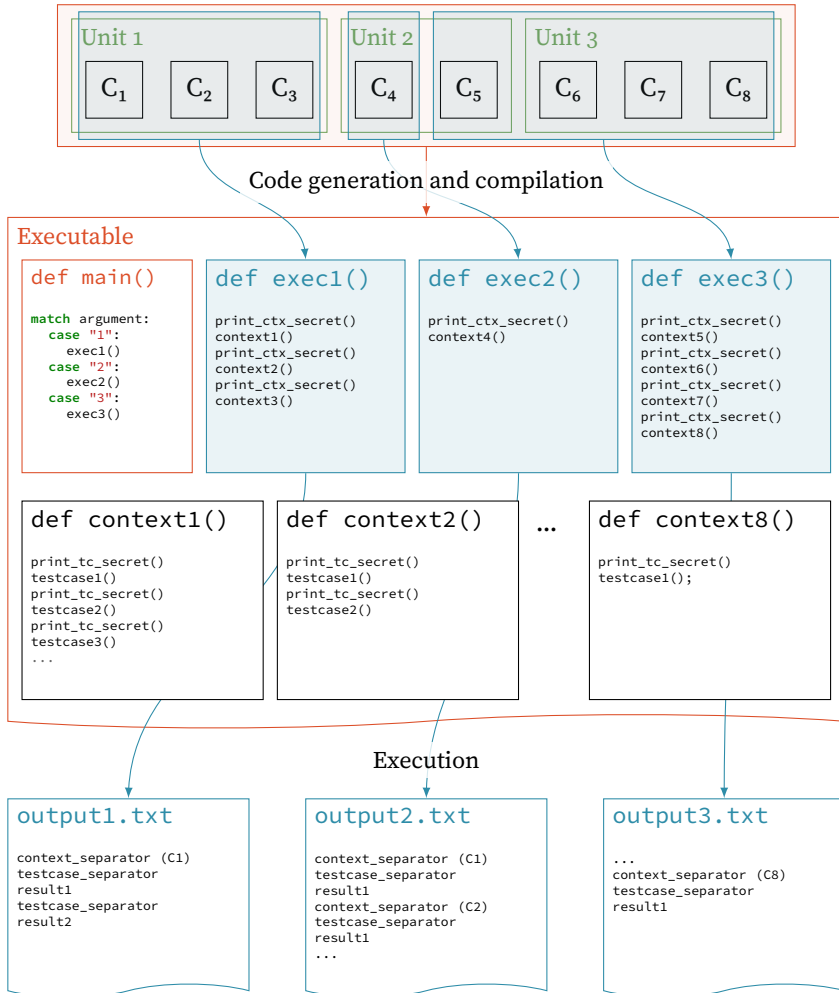 Unit 1
Unit 2
Unit 3
C1
C2
C3
C4
C5
C6
C7
C8
Code generation and compilation
Executable
def main()
match argument:
case "1":
exec1()
case "2":
exec2()
case "3":
exec3()
def exec1()
print_ctx_secret()
context1()
print_ctx_secret()
context2()
print_ctx_secret()
context3()
def exec2()
print_ctx_secret()
context4()
def exec3()
print_ctx_secret()
context5()
print_ctx_secret()
context6()
print_ctx_secret()
context7()
print_ctx_secret()
context8()
def context1()
print_tc_secret()
testcase1()
print_tc_secret()
testcase2()
print_tc_secret()
testcase3()
...
def context2()
print_tc_secret()
testcase1()
print_tc_secret()
testcase2()
...
def context8()
print_tc_secret()
testcase1();
Execution
output1.txt
context_separator (C1)
testcase_separator
result1
testcase_separator
result2
output2.txt
context_separator (C1)
testcase_separator
result1
context_separator (C2)
testcase_separator
result1
...
output3.txt
...
context_separator (C8)
testcase_separator
result1